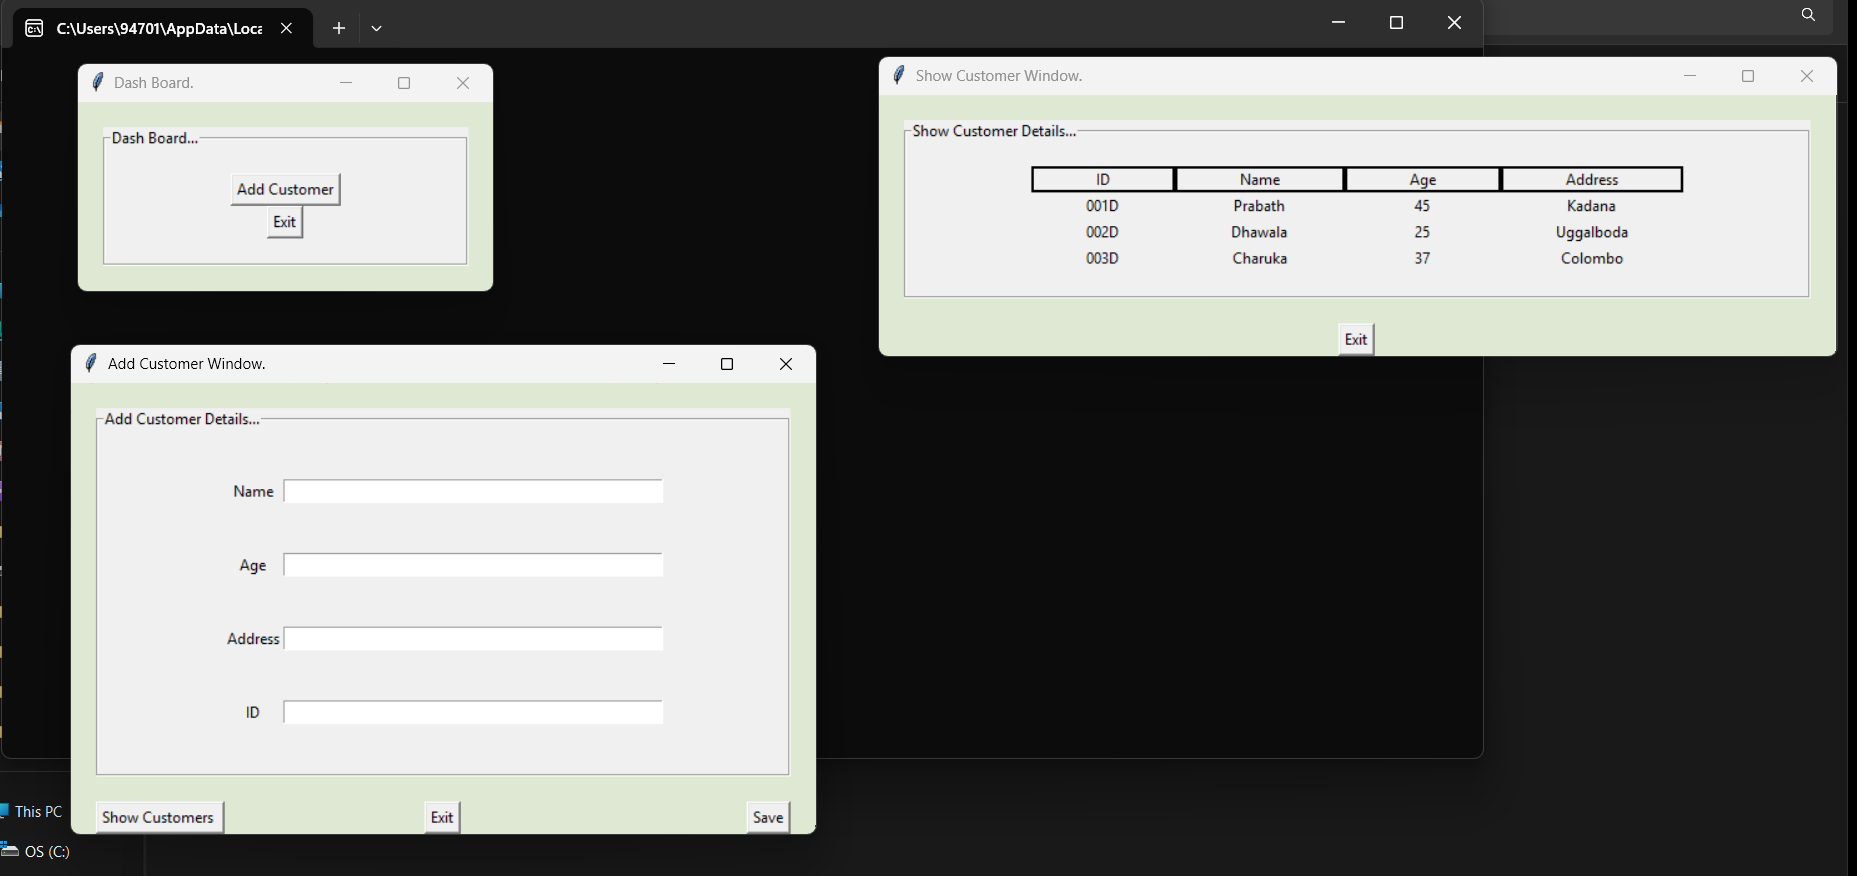 C:\Users\94701\AppData\Loca
Dash Board.
Dash Board...
Add Customer
Exit
Show Customer Window.
Show Customer Details...
ID Name Age Address
001D Prabath 45 Kadana
002D Dhawala 25 Uggalboda
003D Charuka 37 Colombo
Exit
Add Customer Window.
Add Customer Details...
Name
Age
Address
ID
Show Customers Exit Save
This PC
OS (C:)